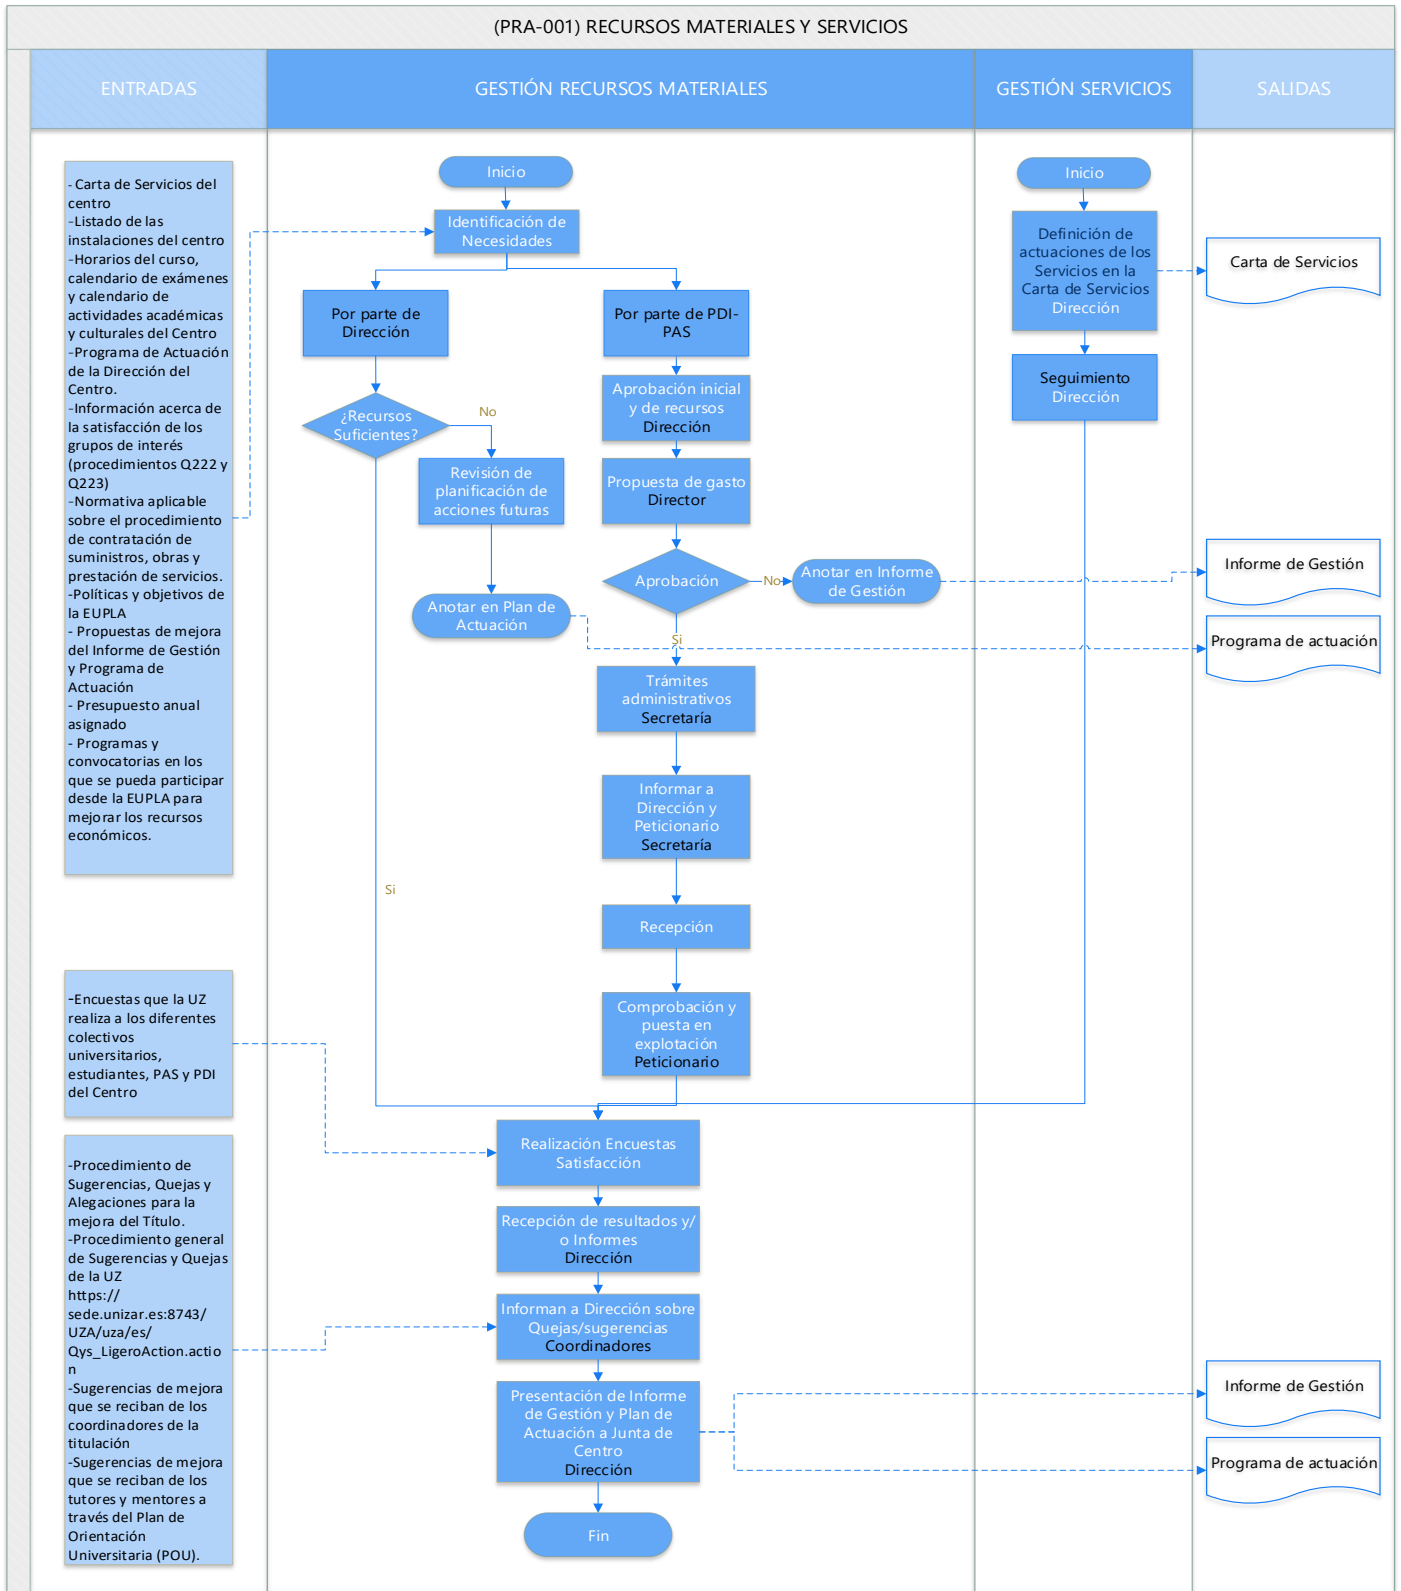 (PRA-001) RECURSOS MATERIALES Y SERVICIOS
ENTRADAS
GESTIÓN RECURSOS MATERIALES
GESTIÓN SERVICIOS
SALIDAS
- Carta de Servicios del
centro
-Listado de las
instalaciones del centro
-Horarios del curso,
calendario de exámenes
y calendario de
actividades académicas
y culturales del Centro
-Programa de Actuación
de la Dirección del
Centro.
-Información acerca de
la satisfacción de los
grupos de interés
(procedimientos Q222 y
Q223)
-Normativa aplicable
sobre el procedimiento
de contratación de
suministros, obras y
prestación de servicios.
-Políticas y objetivos de
la EUPLA
- Propuestas de mejora
del Informe de Gestión
y Programa de
Actuación
- Presupuesto anual
asignado
- Programas y
convocatorias en los
que se pueda participar
desde la EUPLA para
mejorar los recursos
económicos.
-Encuestas que la UZ
realiza a los diferentes
colectivos
universitarios,
estudiantes, PAS y PDI
del Centro
-Procedimiento de
Sugerencias, Quejas y
Alegaciones para la
mejora del Título.
-Procedimiento general
de Sugerencias y Quejas
de la UZ
https://
sede.unizar.es:8743/
UZA/uza/es/
Qys_LigeroAction.actio
n
-Sugerencias de mejora
que se reciban de los
coordinadores de la
titulación
-Sugerencias de mejora
que se reciban de los
tutores y mentores a
través del Plan de
Orientación
Universitaria (POU).
Inicio
Identificación de
Necesidades
Por parte de
Dirección
¿Recursos
Suficientes?
No
Revisión de
planificación de
acciones futuras
Anotar en Plan de
Actuación
Si
Por parte de PDI-
PAS
Aprobación inicial
y de recursos
Dirección
Propuesta de gasto
Director
Aprobación
No
Anotar en Informe
de Gestión
Si
Trámites
administrativos
Secretaría
Informar a
Dirección y
Peticionario
Secretaría
Recepción
Comprobación y
puesta en
explotación
Peticionario
Realización Encuestas
Satisfacción
Recepción de resultados y/
o Informes
Dirección
Informan a Dirección sobre
Quejas/sugerencias
Coordinadores
Presentación de Informe
de Gestión y Plan de
Actuación a Junta de
Centro
Dirección
Fin
Inicio
Definición de
actuaciones de los
Servicios en la
Carta de Servicios
Dirección
Seguimiento
Dirección
Carta de Servicios
Informe de Gestión
Programa de actuación
Informe de Gestión
Programa de actuación